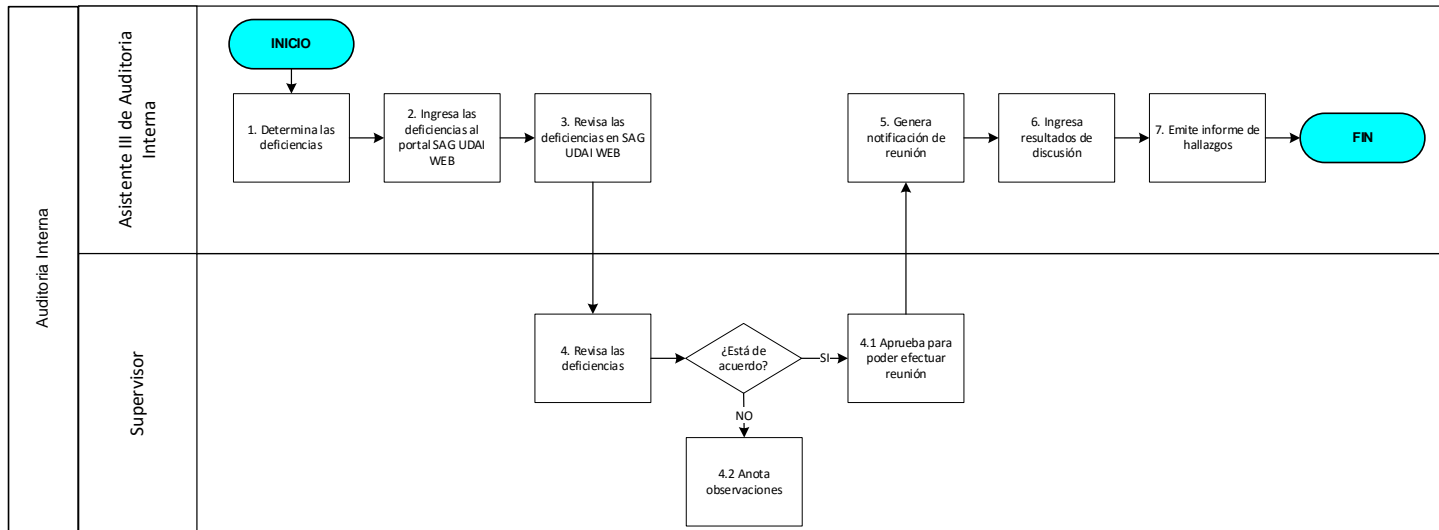 Auditoria Interna
Asistente III de Auditoria
Interna
Supervisor
INICIO
1. Determina las
deficiencias
2. Ingresa las
deficiencias al
portal SAG UDAI
WEB
3. Revisa las
deficiencias en SAG
UDAI WEB
5. Genera
notificación de
reunión
6. Ingresa
resultados de
discusión
7. Emite informe de
hallazgos
FIN
4. Revisa las
deficiencias
¿Está de
acuerdo?
SI
4.1 Aprueba para
poder efectuar
reunión
NO
4.2 Anota
observaciones